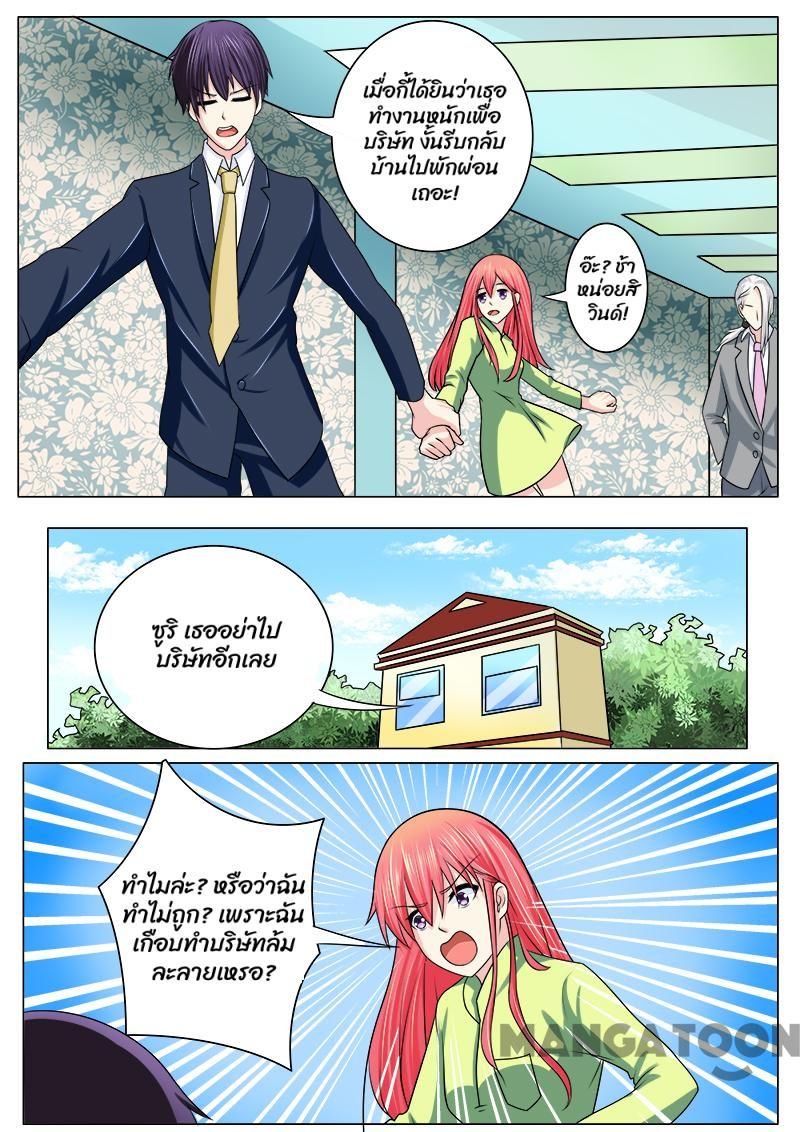 เมื่อกี้ได้ยินว่าเธอ
ทำงานหนักเพื่อ
บริษัท งั้นรีบกลับ
บ้านไปพักผ่อน
เถอะ!
อ๊ะ? ช้า
หน่อยสิ
วินด์!
ซูริ เธออย่าไป
บริษัทอีกเลย
ทำไมล่ะ? หรือว่าฉัน
ทำไม่ถูก? เพราะฉัน
เกือบทำบริษัทล้ม
ละลายเหรอ?
MANGATOON